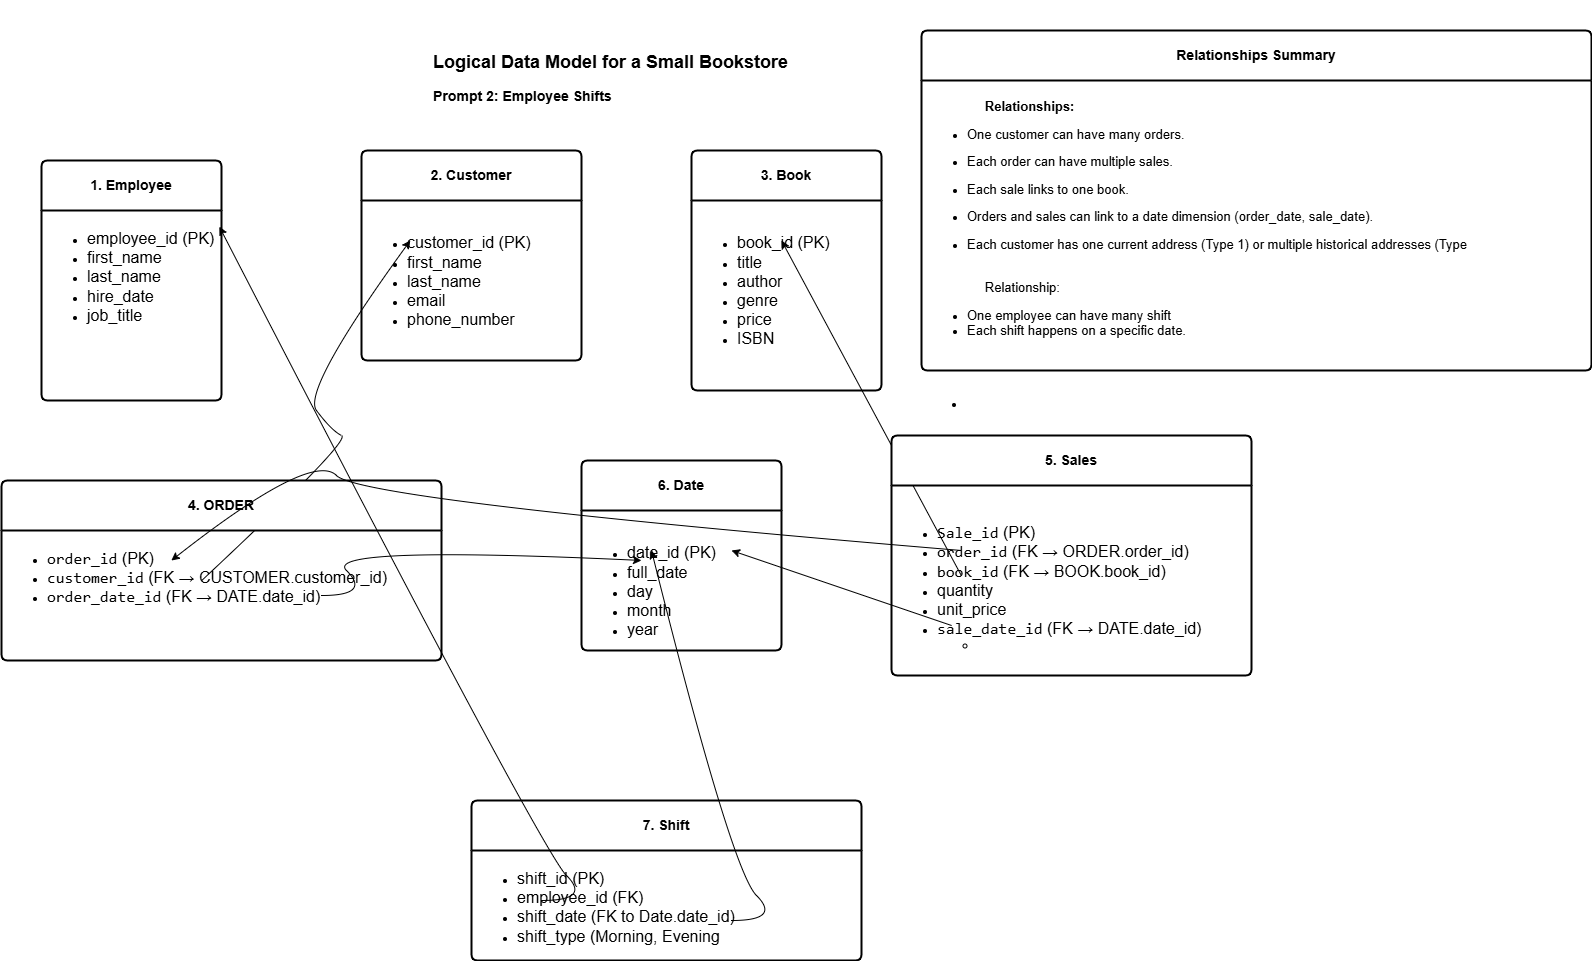 Logical Data Model for a Small Bookstore
Prompt 2: Employee Shifts
Relationships Summary
Relationships:
One customer can have many orders.
Each order can have multiple sales.
Each sale links to one book.
Orders and sales can link to a date dimension (order_date, sale_date).
Each customer has one current address (Type 1) or multiple historical addresses (Type
Relationship:
One employee can have many shift
Each shift happens on a specific date.
1. Employee
employee_id (PK)
first_name
last_name
hire_date
job_title
2. Customer
customer_id (PK)
first_name
last_name
email
phone_number
3. Book
book_id (PK)
title
author
genre
price
ISBN
4. ORDER
order_id (PK)
customer_id (FK → CUSTOMER.customer_id)
order_date_id (FK → DATE.date_id)
6. Date
date_id (PK)
full_date
day
month
year
5. Sales
Sale_id (PK)
order_id (FK → ORDER.order_id)
book_id (FK → BOOK.book_id)
quantity
unit_price
sale_date_id (FK → DATE.date_id)
7. Shift
shift_id (PK)
employee_id (FK)
shift_date (FK to Date.date_id)
shift_type (Morning, Evening